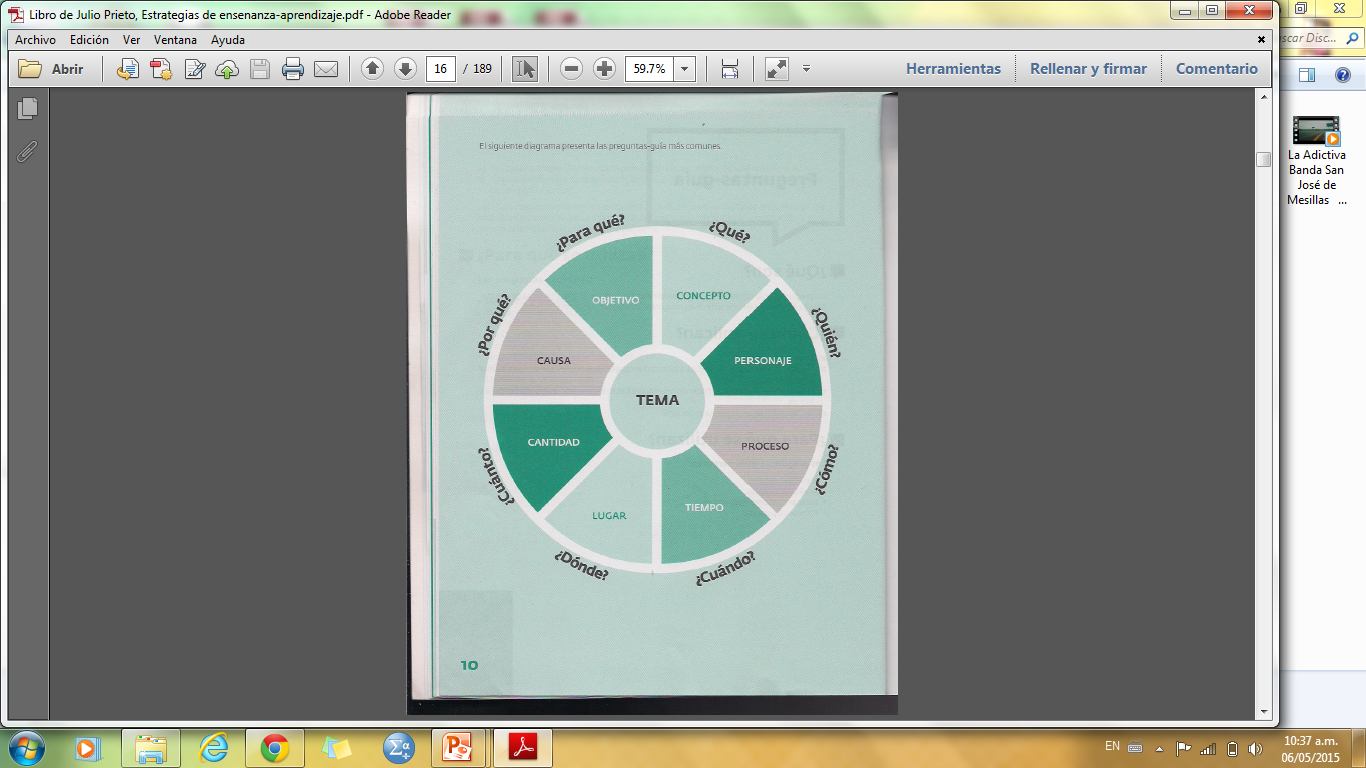 Libro de Julio Prieto, Estrategias de ensenanza-aprendizaje.pdf - Adobe Reader
Archivo Edición Ver Ventana Ayuda
Abrir
16 / 189
59.7%
Herramientas Rellenar y firmar Comentario
El siguiente diagrama presenta las preguntas-guía más comunes.
¿Para qué?
¿Qué?
OBJETIVO
CONCEPTO
¿Por qué?
¿Quién?
CAUSA
PERSONAJE
TEMA
CANTIDAD
PROCESO
¿Cuánto?
¿Cómo?
LUGAR
TIEMPO
¿Dónde?
¿Cuándo?
10
scar Disc...
La Adictiva
Banda San
José de
Mesillas ...
EN
10:37 a.m.
06/05/2015